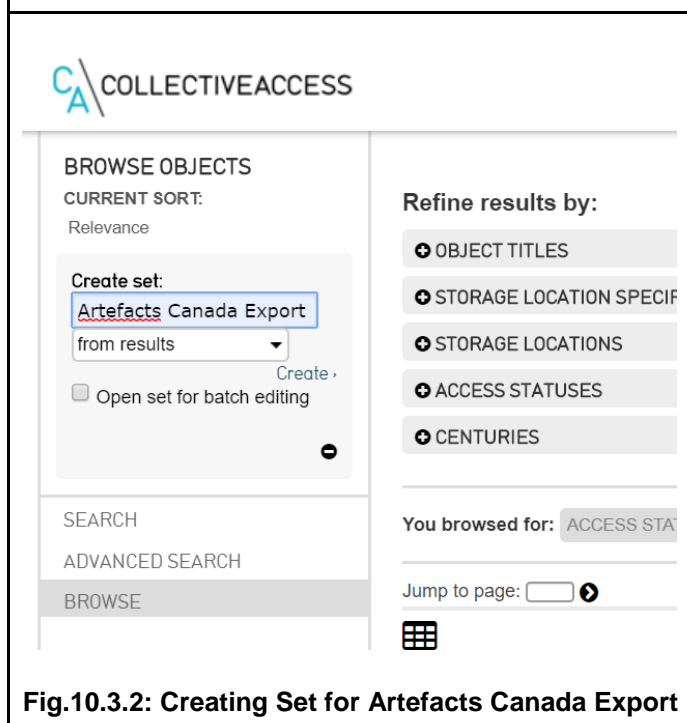 CA COLLECTIVEACCESS
BROWSE OBJECTS
CURRENT SORT:
Relevance
Create set:
Artefacts Canada Export
from results
Create ›
Open set for batch editing
SEARCH
ADVANCED SEARCH
BROWSE
Refine results by:
OBJECT TITLES
STORAGE LOCATION
STORAGE LOCATIONS
ACCESS STATUSES
CENTURIES
You browsed for: ACCESS
Jump to page:
Fig.10.3.2: Creating Set for Artefacts Canada Export